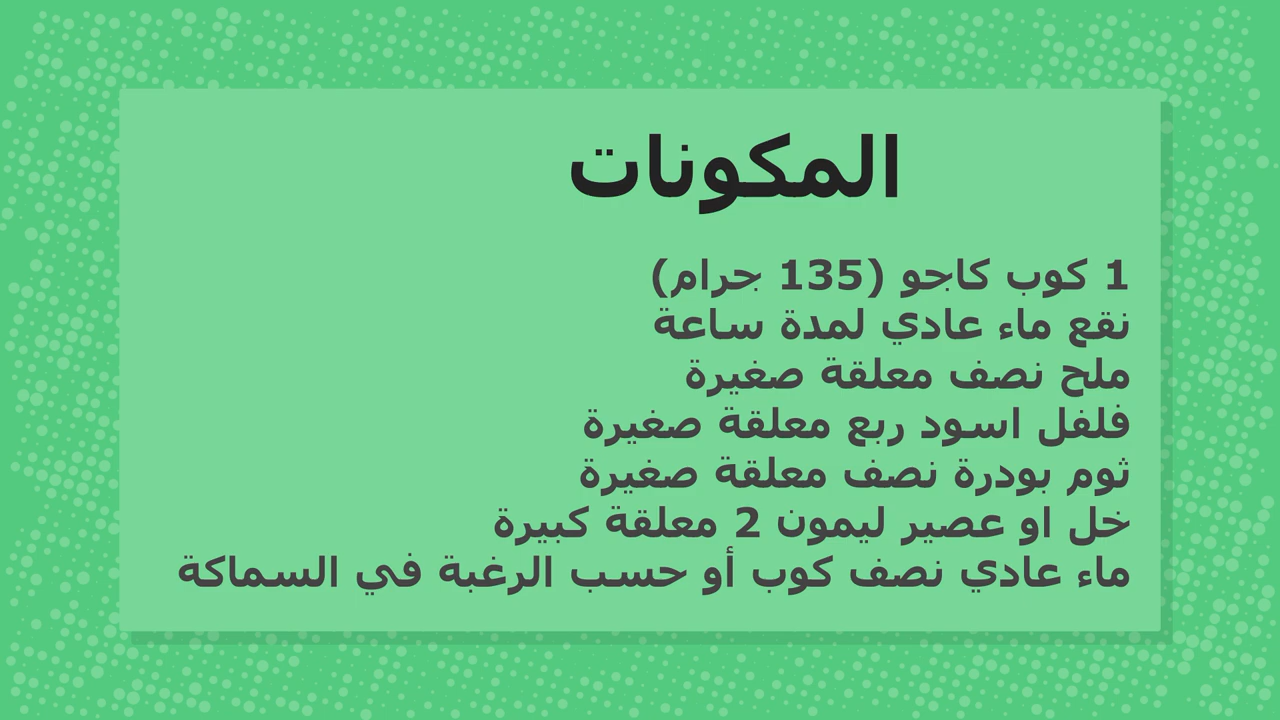 المكونات
1 كوب كاجو (135 جرام)
نقع ماء عادي لمدة ساعة
ملح نصف معلقة صغيرة
فلفل اسود ربع معلقة صغيرة
ثوم بودرة نصف معلقة صغيرة
خل او عصير ليمون 2 معلقة كبيرة
ماء عادي نصف كوب أو حسب الرغبة في السماكة